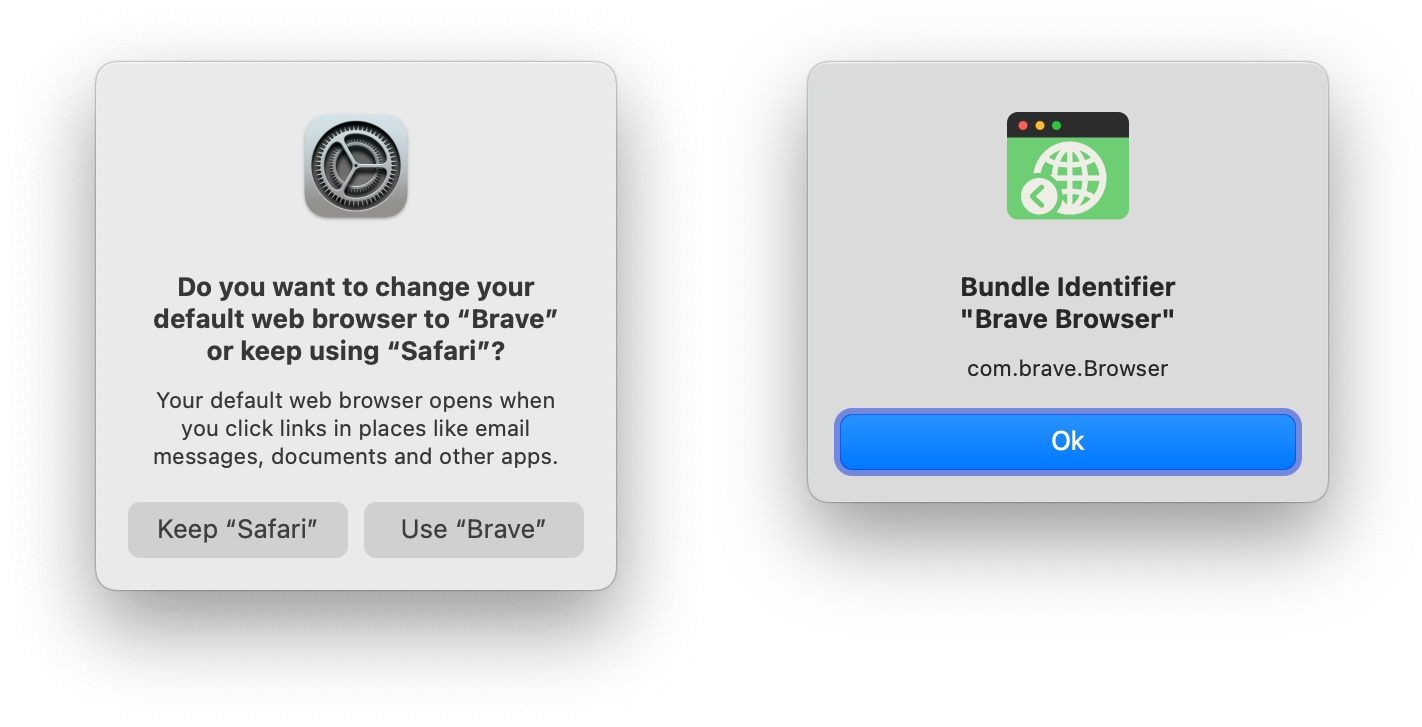 Do you want to change your
default web browser to “Brave”
or keep using “Safari”?
Your default web browser opens when
you click links in places like email
messages, documents and other apps.
Keep “Safari”
Use “Brave”
Bundle Identifier
"Brave Browser"
com.brave.Browser
Ok